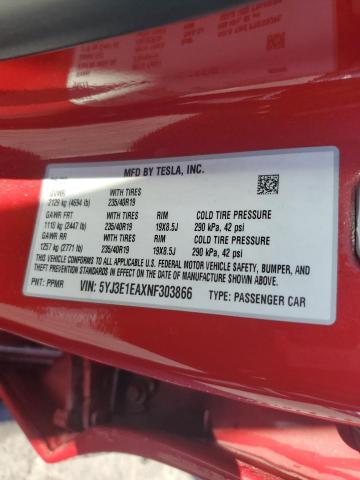 MFD BY TESLA, INC.
GVWR WITH TIRES
2129 kg (4694 lb) 235/40R19
GAWR FRT WITH TIRES RIM COLD TIRE PRESSURE
1110 kg (2447 lb) 235/40R19 19X8.5J 290 kPa, 42 psi
GAWR RR WITH TIRES RIM COLD TIRE PRESSURE
1257 kg (2771 lb) 235/40R19 19X8.5J 290 kPa, 42 psi
THIS VEHICLE CONFORMS TO ALL APPLICABLE
U.S. FEDERAL MOTOR VEHICLE SAFETY, BUMPER, AND
THEFT PREVENTION STANDARDS IN EFFECT ON THE
DATE OF MANUFACTURE SHOWN ABOVE.
VIN: 5YJ3E1EAXNF303866
PNT: PPMR TYPE: PASSENGER CAR